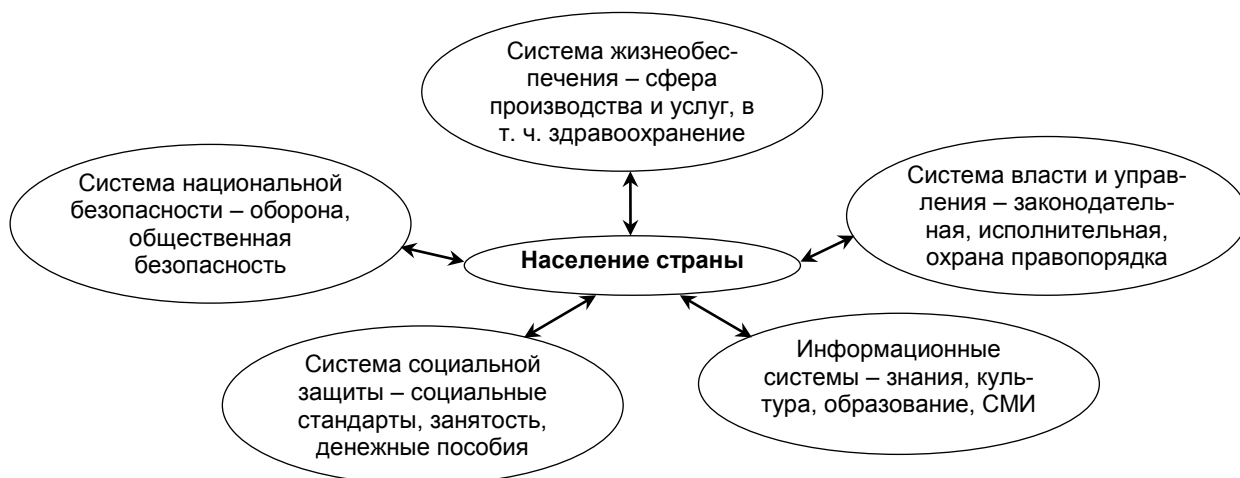 Система жизнеобес-
печения – сфера
производства и услуг, в
т. ч. здравоохранение
Система национальной
безопасности – оборона,
общественная
безопасность
Система власти и управ-
ления – законодатель-
ная, исполнительная,
охрана правопорядка
Население страны
Система социальной
защиты – социальные
стандарты, занятость,
денежные пособия
Информационные
системы – знания, куль-
тура, образование, СМИ